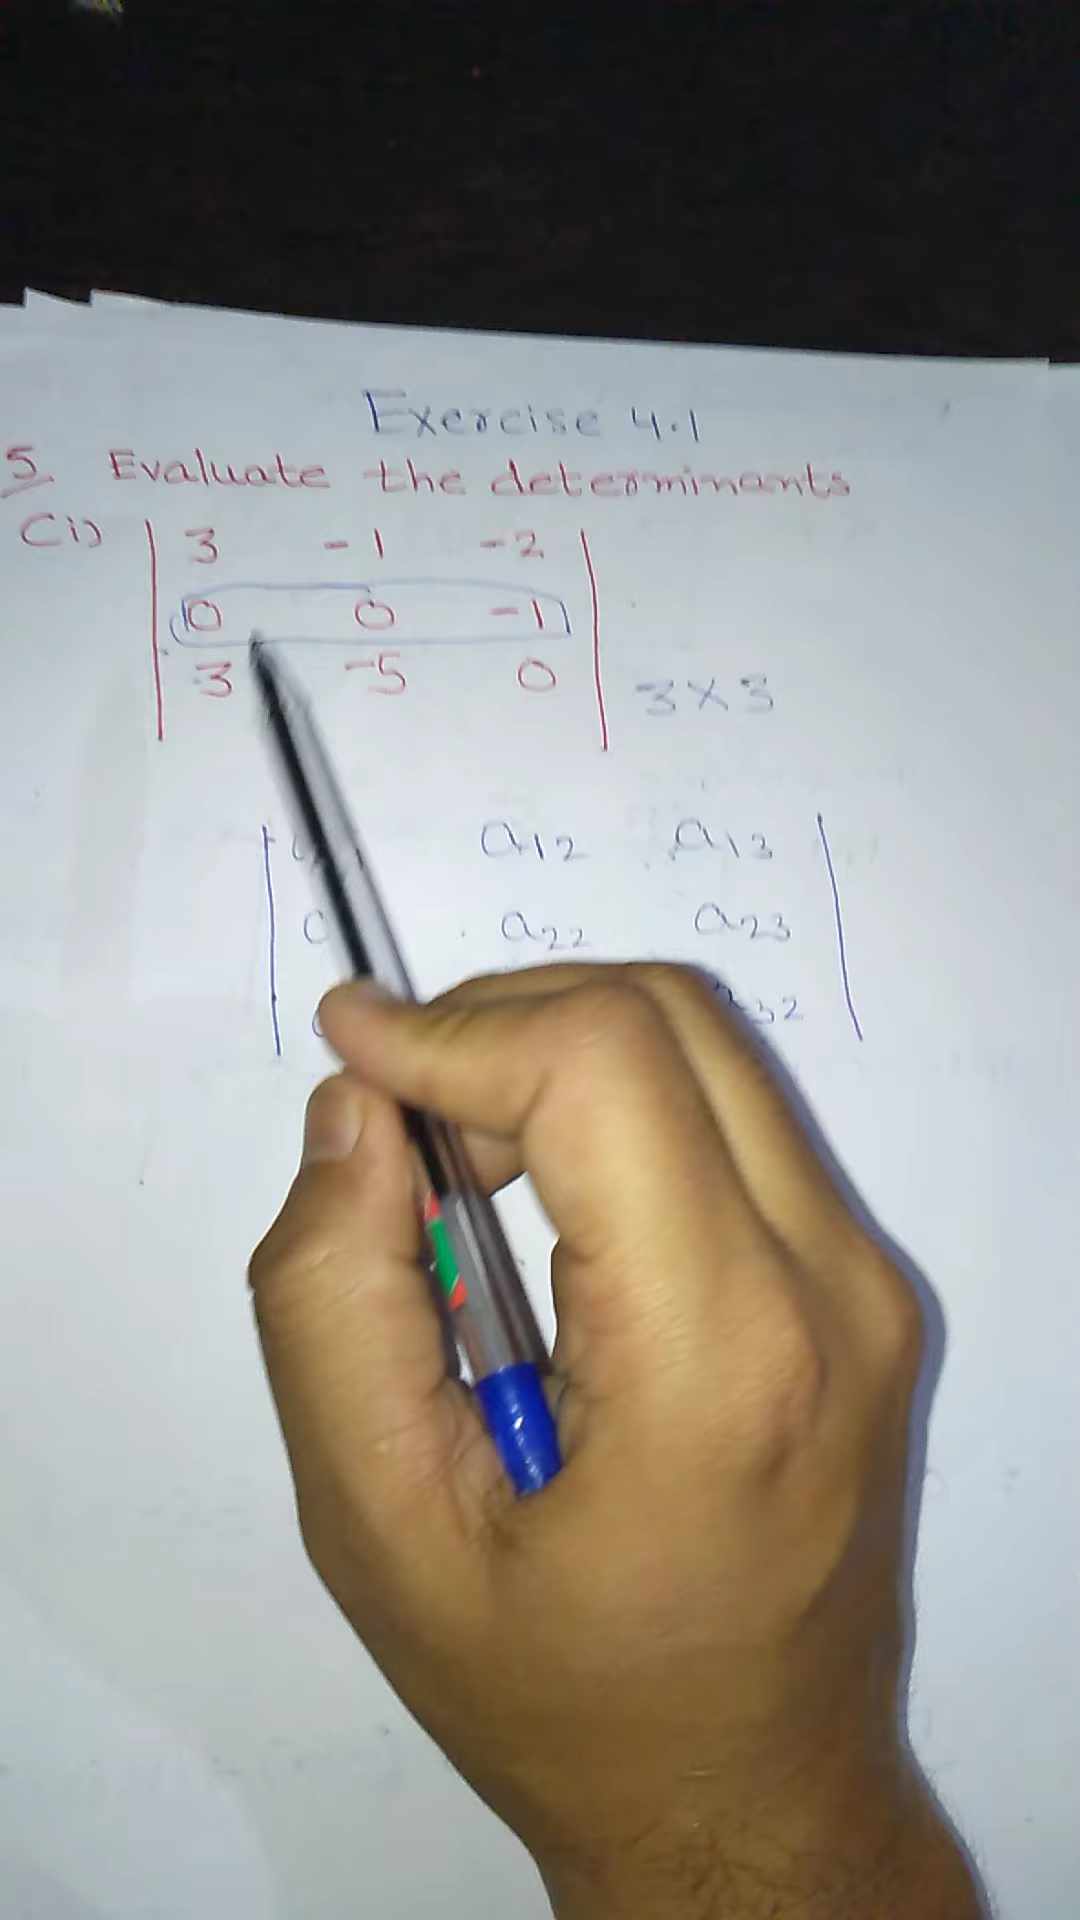 Exercise 4.1
5 Evaluate the determinants
(i) 3 -1 -2
0 0 -1
3 -5 0
3×3
a12 a13
a22 a23
a32